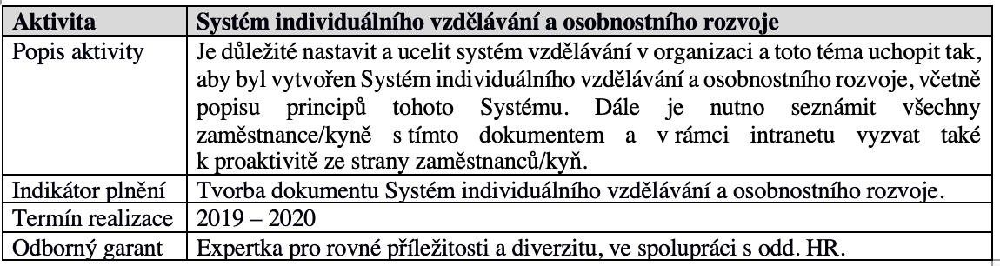 Aktivita Systém individuálního vzdělávání a osobnostního rozvoje
Popis aktivity Je důležité nastavit a ucelit systém vzdělávání v organizaci a toto téma uchopit tak,
aby byl vytvořen Systém individuálního vzdělávání a osobnostního rozvoje, včetně
popisu principů tohoto Systému. Dále je nutno seznámit všechny
zaměstnance/kyně s tímto dokumentem a v rámci intranetu vyzvat také
k proaktivitě ze strany zaměstnanců/kyň.
Indikátor plnění Tvorba dokumentu Systém individuálního vzdělávání a osobnostního rozvoje.
Termín realizace 2019 – 2020
Odborný garant Expertka pro rovné příležitosti a diverzitu, ve spolupráci s odd. HR.